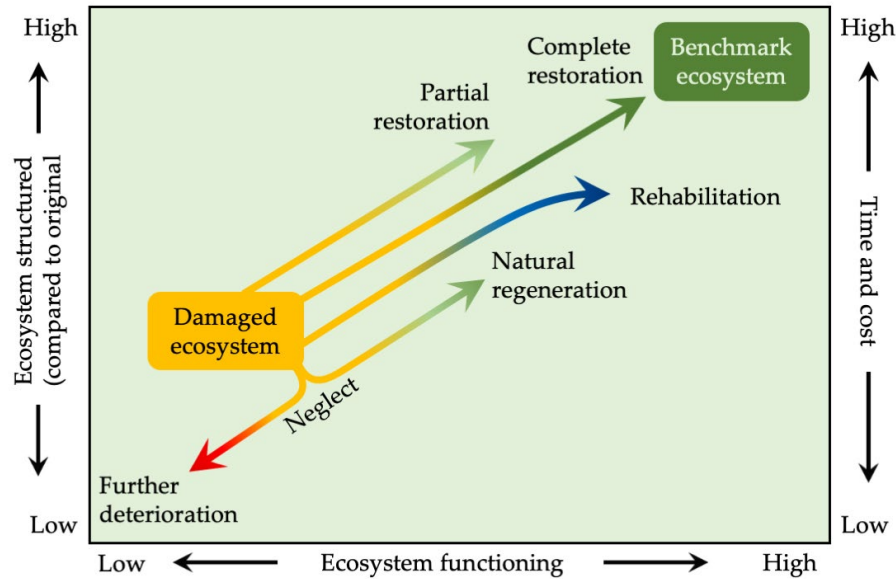 High
High
Complete
restoration
Benchmark
ecosystem
Partial
restoration
Ecosystem structured
(compared to original
Rehabilitation
Time and cost
Natural
regeneration
Damaged
ecosystem
Neglect
Further
deterioration
Low
Low
Low
Ecosystem functioning
High